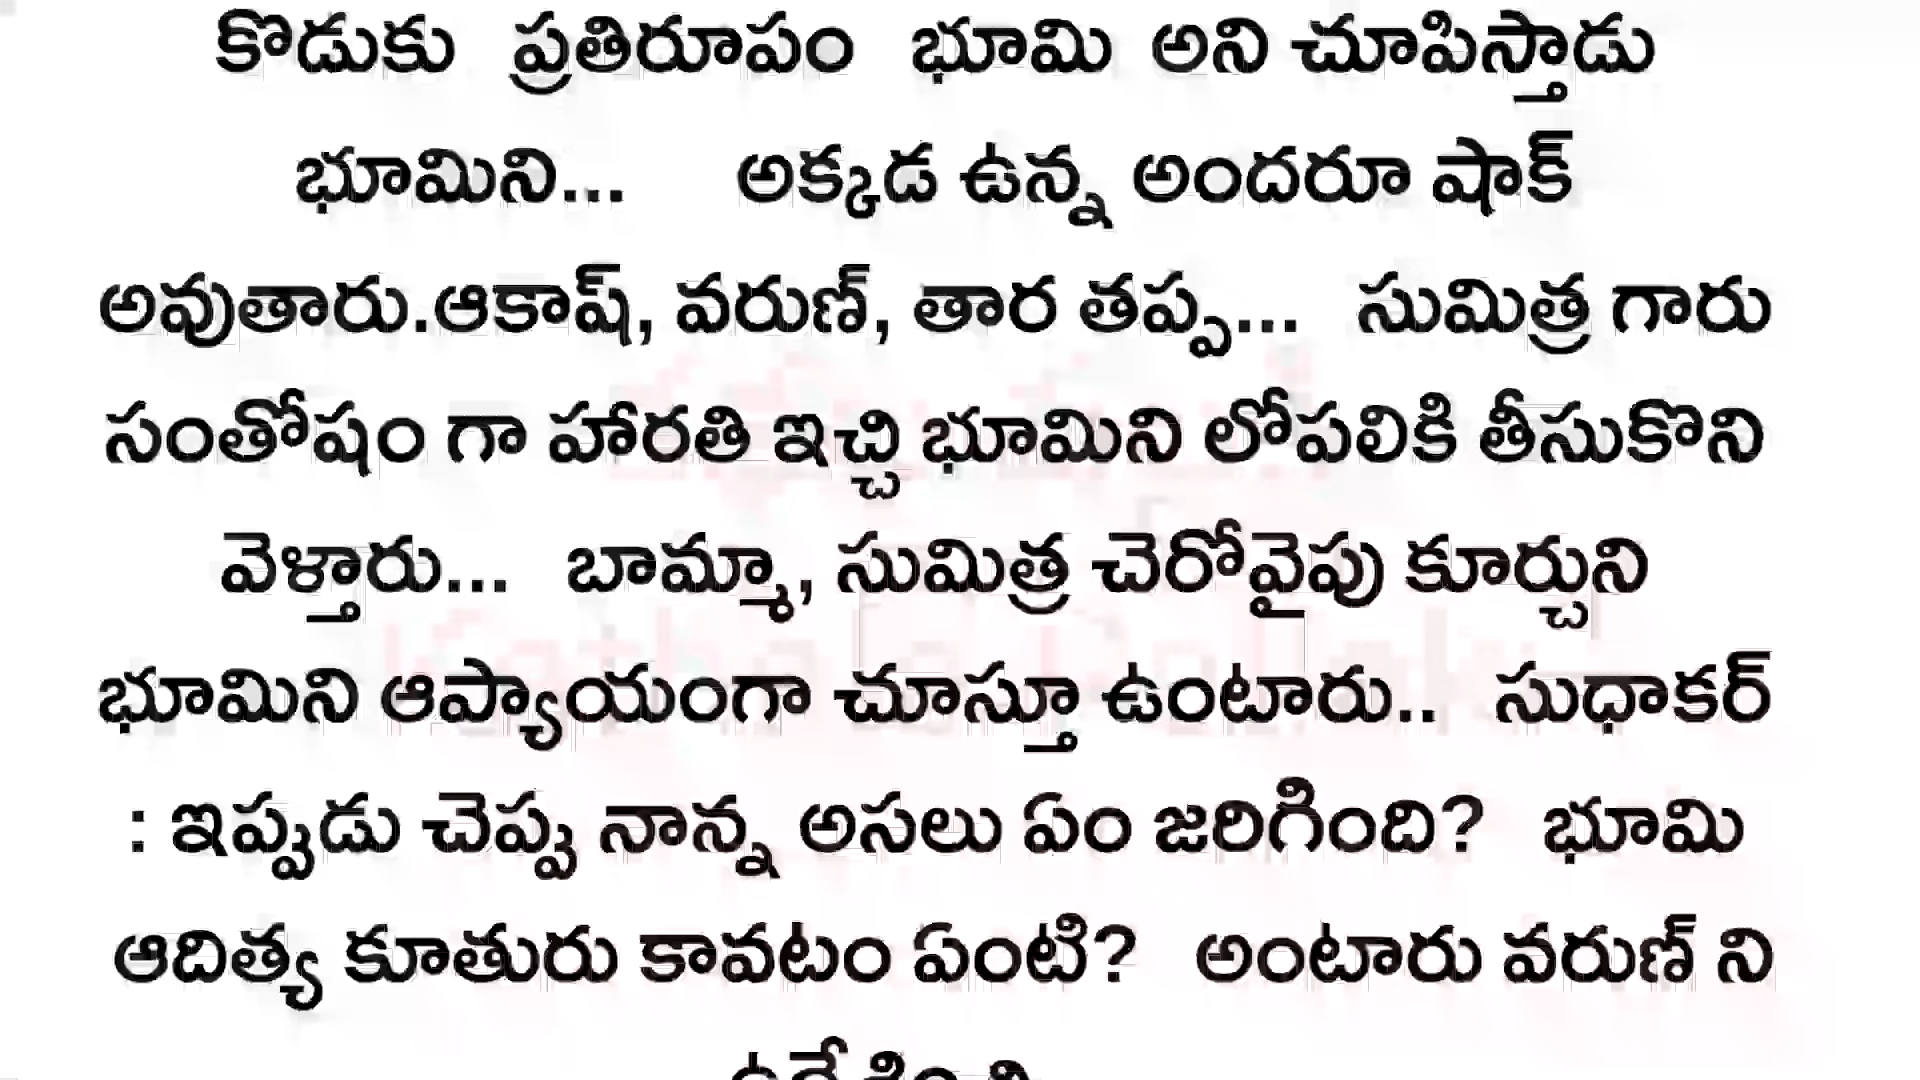 కొడుకు ప్రతిరూపం భూమి అని చూపిస్తాడు
భూమిని... అక్కడ ఉన్న అందరూ షాక్
అవుతారు.ఆకాష్, వరుణ్, తార తప్ప... సుమిత్ర గారు
సంతోషం గా హారతి ఇచ్చి భూమిని లోపలికి తీసుకొని
వెళ్తారు... బామ్మా, సుమిత్ర చెరోవైపు కూర్చుని
భూమిని ఆప్యాయంగా చూస్తూ ఉంటారు.. సుధాకర్
: ఇప్పుడు చెప్పు నాన్న అసలు ఏం జరిగింది? భూమి
ఆదిత్య కూతురు కావటం ఏంటి? అంటారు వరుణ్ ని